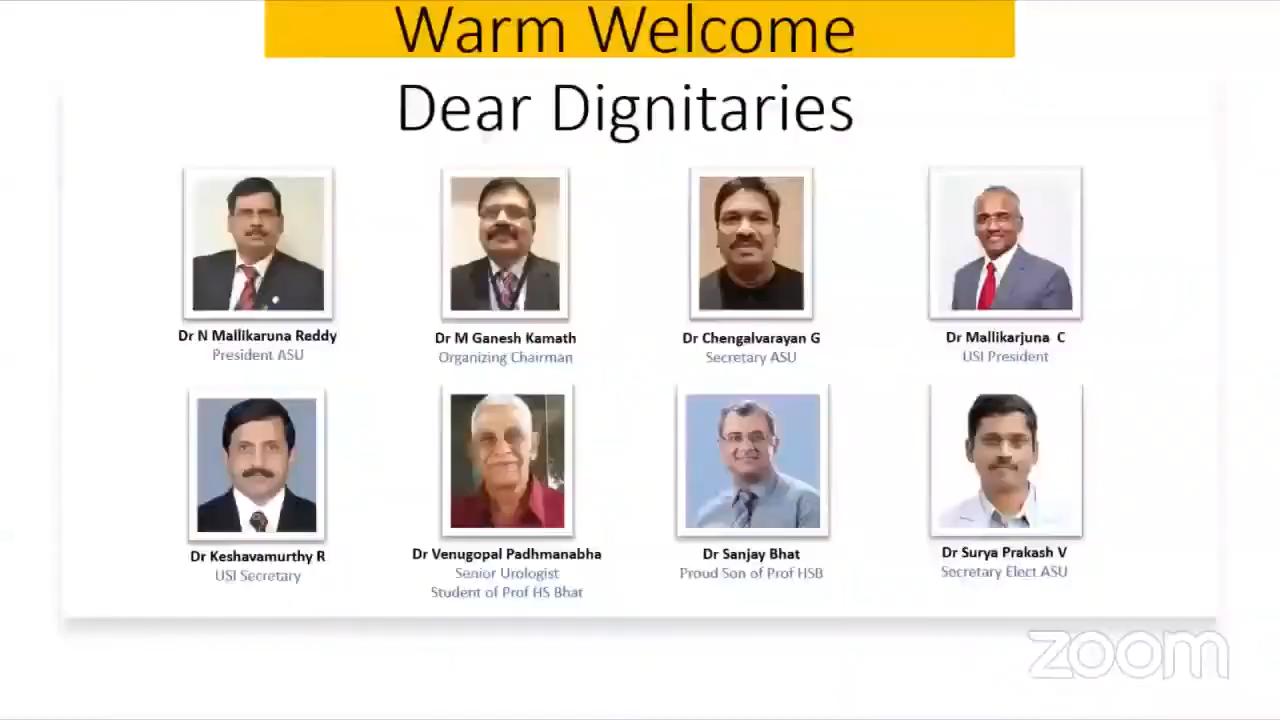 Warm Welcome
Dear Dignitaries
Dr N Mallikaruna Reddy
President ASU
Dr M Ganesh Kamath
Organizing Chairman
Dr Chengalvarayan G
Secretary ASU
Dr Mallikarjuna C
USI President
Dr Keshavamurthy R
USI Secretary
Dr Venugopal Padhmanabha
Senior Urologist
Student of Prof HS Bhat
Dr Sanjay Bhat
Proud Son of Prof HSB
Dr Surya Prakash V
Secretary Elect ASU
zoom